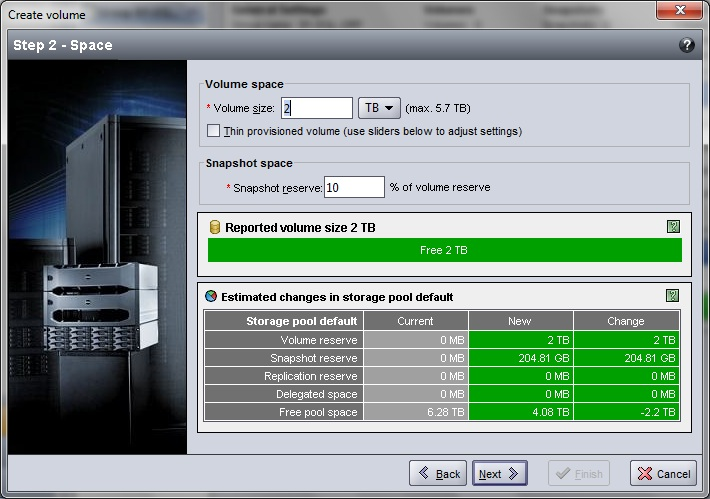 Create volume
Step 2 - Space
?
Volume space
* Volume size: 2 TB (max. 5.7 TB)
Thin provisioned volume (use sliders below to adjust settings)
Snapshot space
* Snapshot reserve: 10 % of volume reserve
Reported volume size 2 TB
Free 2 TB
Estimated changes in storage pool default
Storage pool default Current New Change
Volume reserve 0 MB 2 TB 2 TB
Snapshot reserve 0 MB 204.81 GB 204.81 GB
Replication reserve 0 MB 0 MB 0 MB
Delegated space 0 MB 0 MB 0 MB
Free pool space 6.28 TB 4.08 TB -2.2 TB
Back Next Finish Cancel